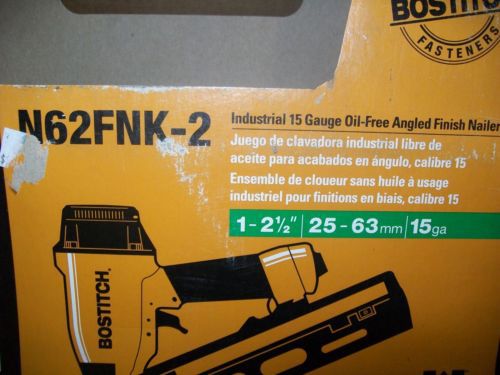 BOSTITCH
FASTENERS
N62FNK-2
Industrial 15 Gauge Oil-Free Angled Finish Nailer
Juego de clavadora industrial libre de
aceite para acabados en ángulo, calibre 15
Ensemble de cloueur sans huile à usage
industriel pour finitions en biais, calibre 15
1-2½" 25-63mm 15ga
BOSTITCH.